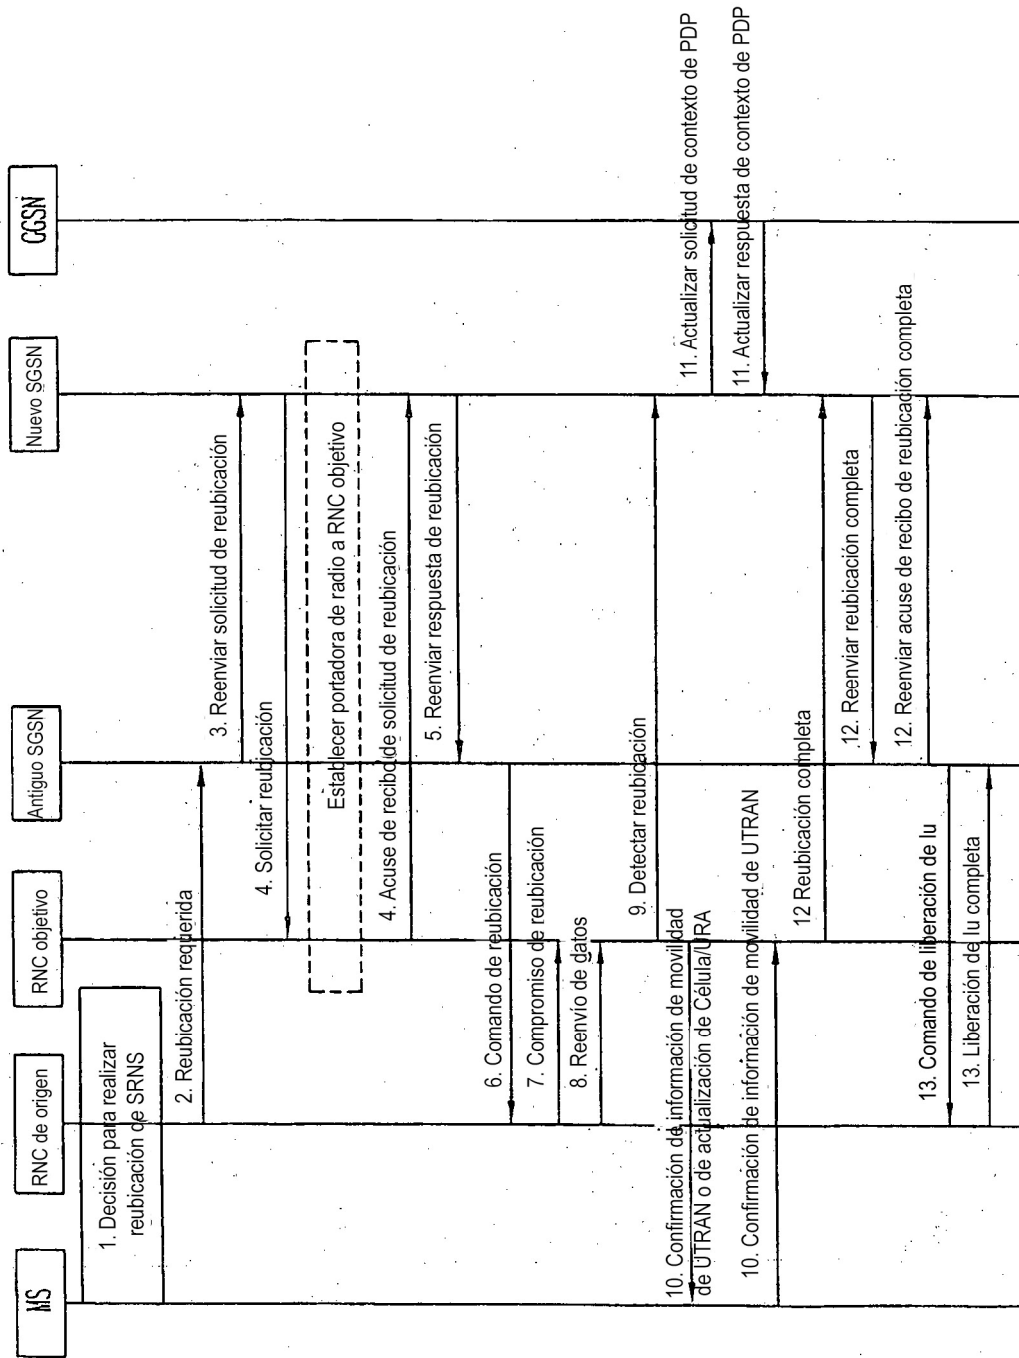 MS
RNC de origen
RNC objetivo
Antiguo SGSN
Nuevo SGSN
GGSN
1. Decisión para realizar
reubicación de SRNS
2. Reubicación requerida
3. Reenviar solicitud de reubicación
4. Solicitar reubicación
Establecer portadora de radio a RNC objetivo
4. Acuse de recibo de solicitud de reubicación
5. Reenviar respuesta de reubicación
6. Comando de reubicación
7. Compromiso de reubicación
8. Reenvío de datos
9. Detectar reubicación
10. Confirmación de información de movilidad
de UTRAN o de actualización de Célula/URA
11. Actualizar solicitud de contexto de PDP
11. Actualizar respuesta de contexto de PDP
10. Confirmación de información de movilidad de UTRAN
12 Reubicación completa
12. Reenviar reubicación completa
12. Reenviar acuse de recibo de reubicación completa
13. Comando de liberación de lu
13. Liberación de lu completa